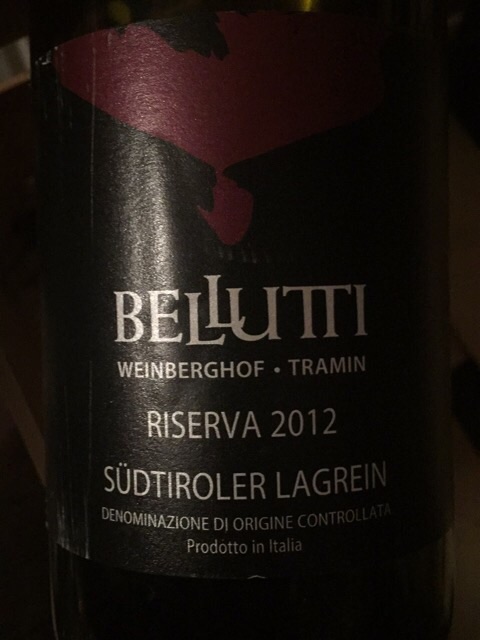 BELLUTTI
WEINBERGHOF • TRAMIN
RISERVA 2012
SÜDTIROLER LAGREIN
DENOMINAZIONE DI ORIGINE CONTROLLATA
Prodotto in Italia